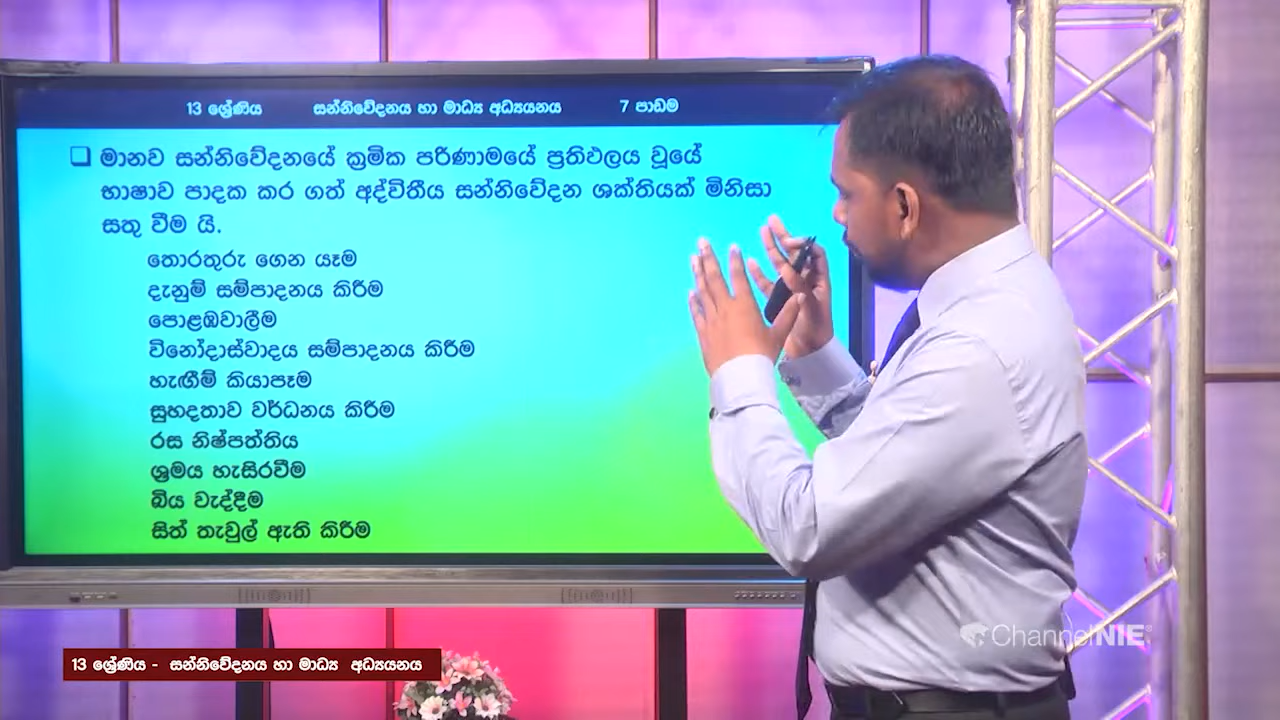 13 ශ්‍රේණිය සන්නිවේදනය හා මාධ්‍ය අධ්‍යයනය 7 පාඩම
❑ මානව සන්නිවේදනයේ ක්‍රමික පරිණාමයේ ප්‍රතිඵලය වූයේ
භාෂාව පාදක කර ගත් අද්විතීය සන්නිවේදන ශක්තියක් මිනිසා
සතු වීම යි.
තොරතුරු ගෙන යෑම
දැනුම් සම්පාදනය කිරීම
පොළඹවාලීම
විනෝදාස්වාදය සම්පාදනය කිරීම
හැඟීම් කියාපෑම
සුහදතාව වර්ධනය කිරීම
රස නිෂ්පත්තිය
ශ්‍රමය හැසිරවීම
බිය වැද්දීම
සිත් තැවුල් ඇති කිරීම
13 ශ්‍රේණිය - සන්නිවේදනය හා මාධ්‍ය අධ්‍යයනය
ChannelNIE